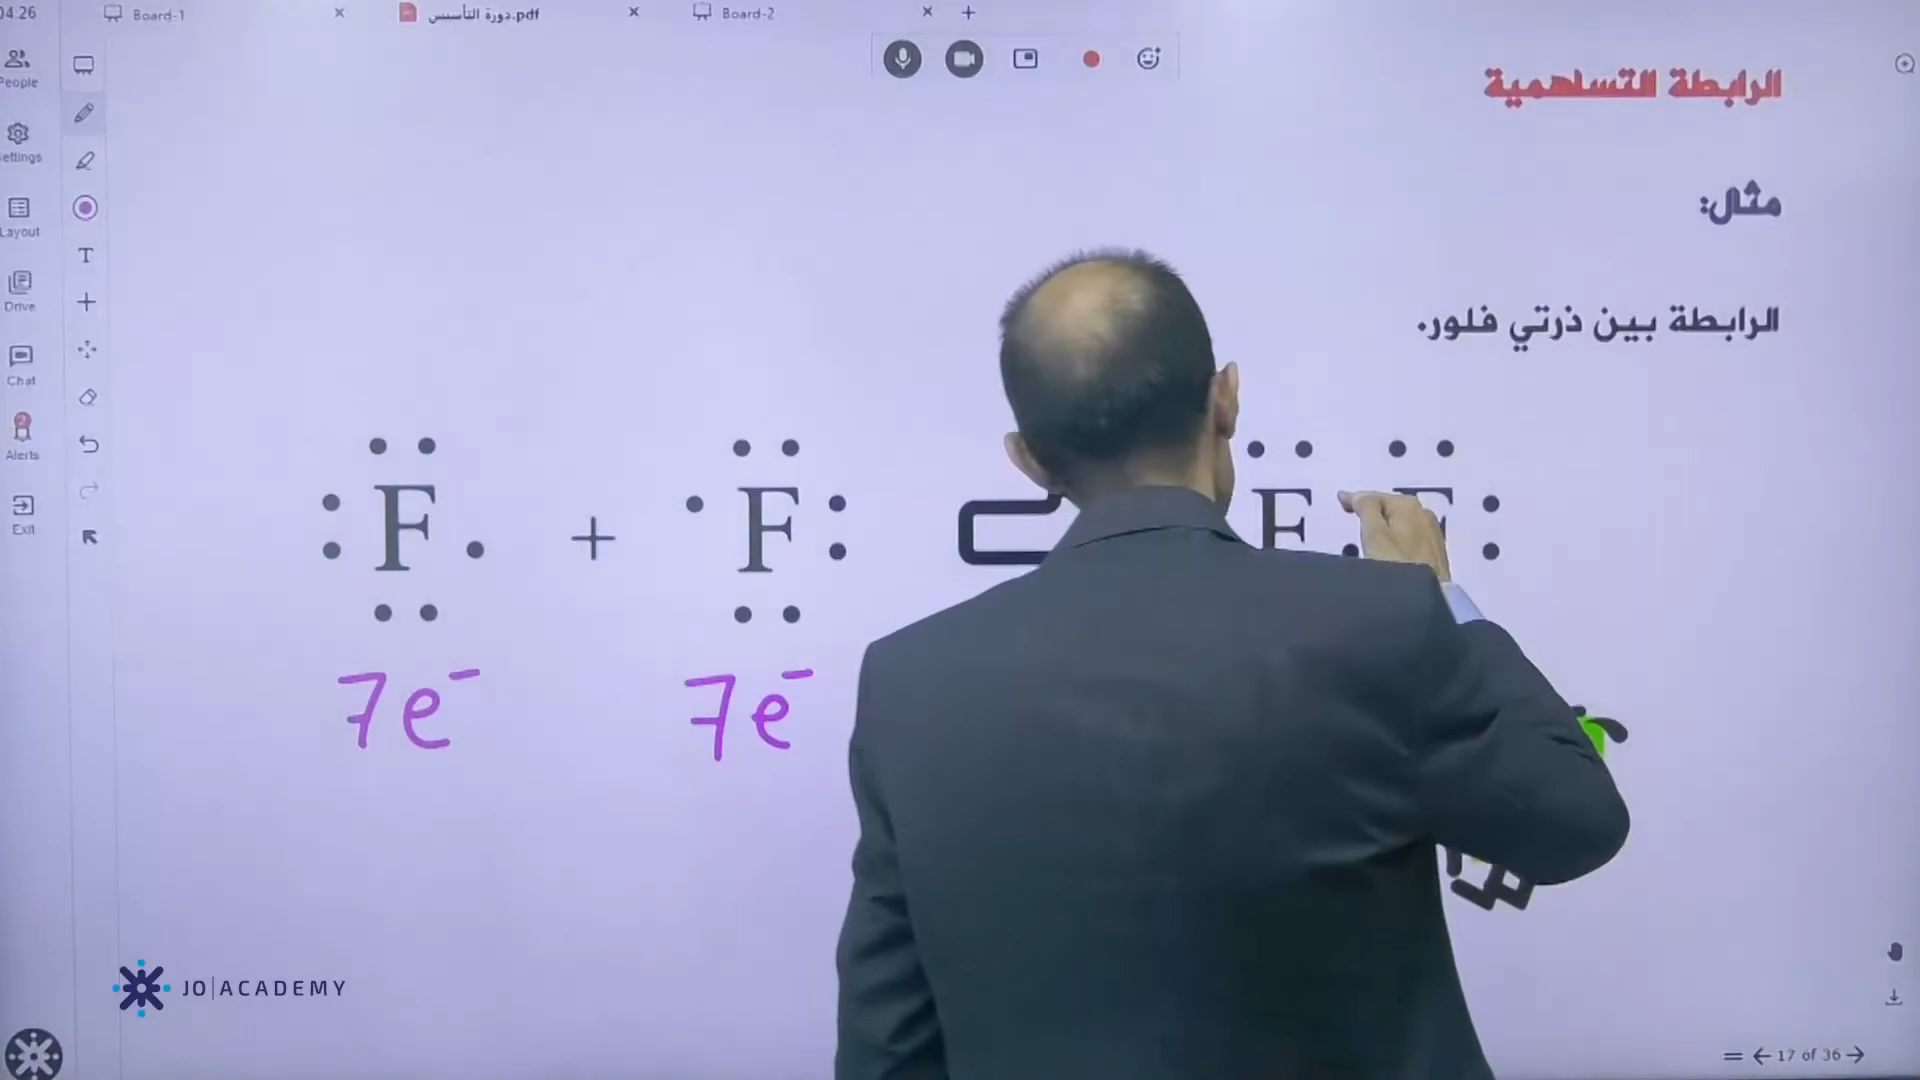 04:26
Board-1
دورة التأسيس.pdf
Board-2
People
Settings
Layout
Drive
Chat
Alerts
Exit
T
الرابطة التساهمية
مثال:
الرابطة بين ذرتي فلور.
F + F F F
7e⁻ 7e⁻
JO|ACADEMY
17 of 36